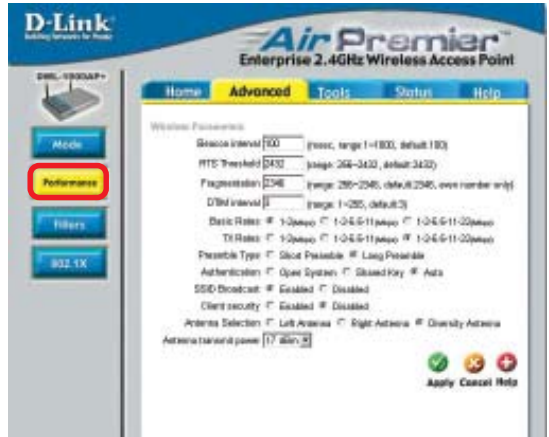 D-Link
Building Networks for People
Air Premier™
Enterprise 2.4GHz Wireless Access Point
DWL-1000AP+
Home Advanced Tools Status Help
Mode
Performance
Filters
802.1X
Wireless Parameters
Beacon interval 100 (msec, range:1~1000, default:100)
RTS Threshold 2432 (range: 256~2432, default:2432)
Fragmentation 2346 (range: 256~2346, default:2346, even number only)
DTIM interval 3 (range: 1~255, default:3)
Basic Rates 1-2(Mbps) 1-2-5.5-11(Mbps) 1-2-5.5-11-22(Mbps)
TX Rates 1-2(Mbps) 1-2-5.5-11(Mbps) 1-2-5.5-11-22(Mbps)
Preamble Type Short Preamble Long Preamble
Authentication Open System Shared Key Auto
SSID Broadcast Enabled Disabled
Client security Enabled Disabled
Antenna Selection Left Antenna Right Antenna Diversity Antenna
Antenna transmit power 17 dBm
Apply Cancel Help